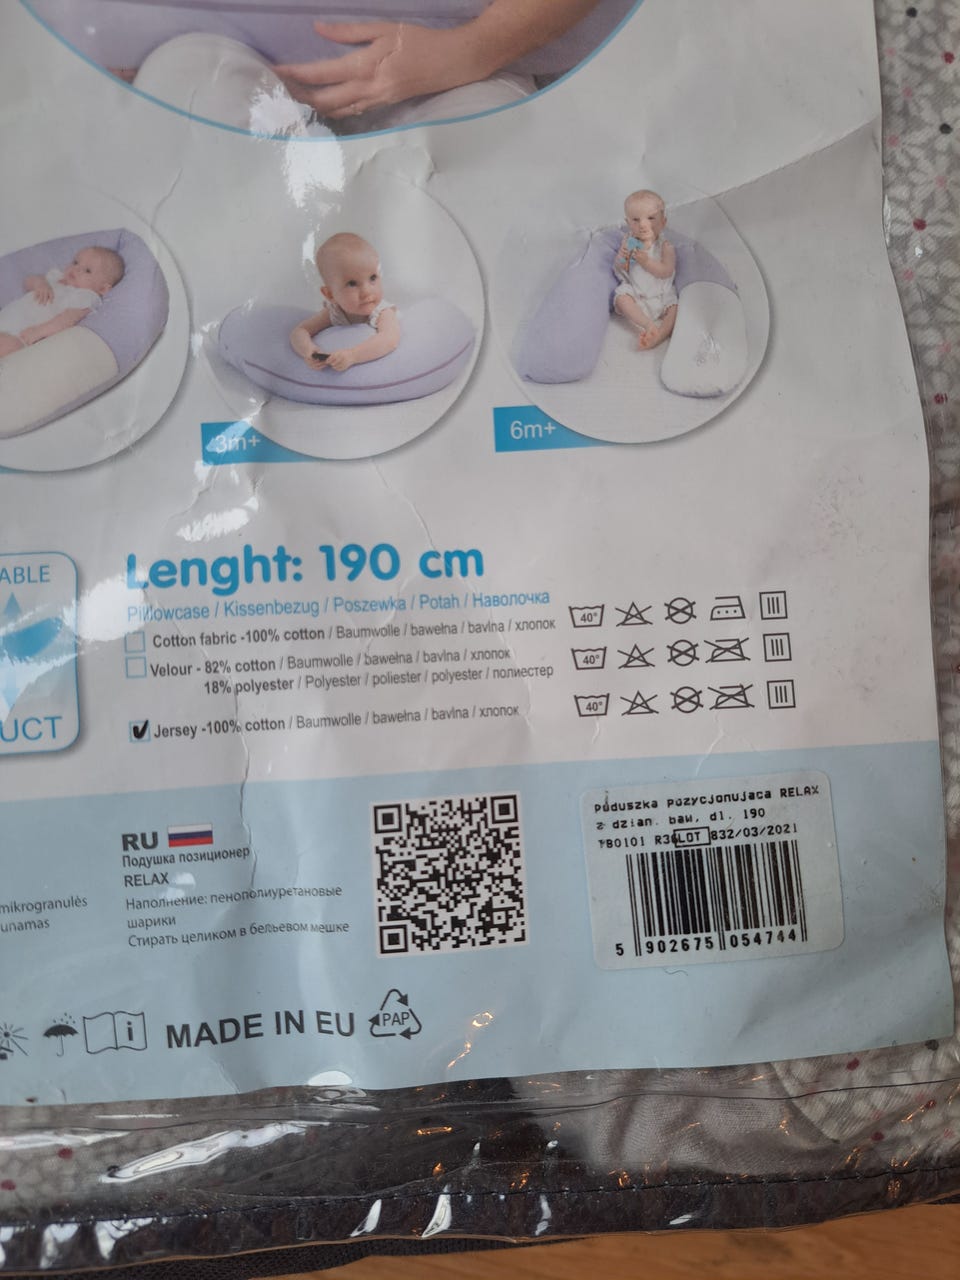 3m+
6m+
ABLE
UCT
Lenght: 190 cm
Pillowcase / Kissenbezug / Poszewka / Potah / Наволочка
Cotton fabric -100% cotton / Baumwolle / bawełna / bavlna / хлопок
40°
Velour - 82% cotton / Baumwolle / bawełna / bavlna / хлопок
18% polyester / Polyester / poliester / polyester / полиестер
40°
Jersey -100% cotton / Baumwolle / bawełna / bavlna / хлопок
40°
mikrogranulės
unamas
RU
Подушка позиционер
RELAX
Наполнение: пенополиуретановые
шарики
Стирать целиком в бельевом мешке
Poduszka Pozycjonująca RELAX
z dzian. baw, dl. 190
LOT 832/03/2021
5 902675 054744
i
MADE IN EU
PAP